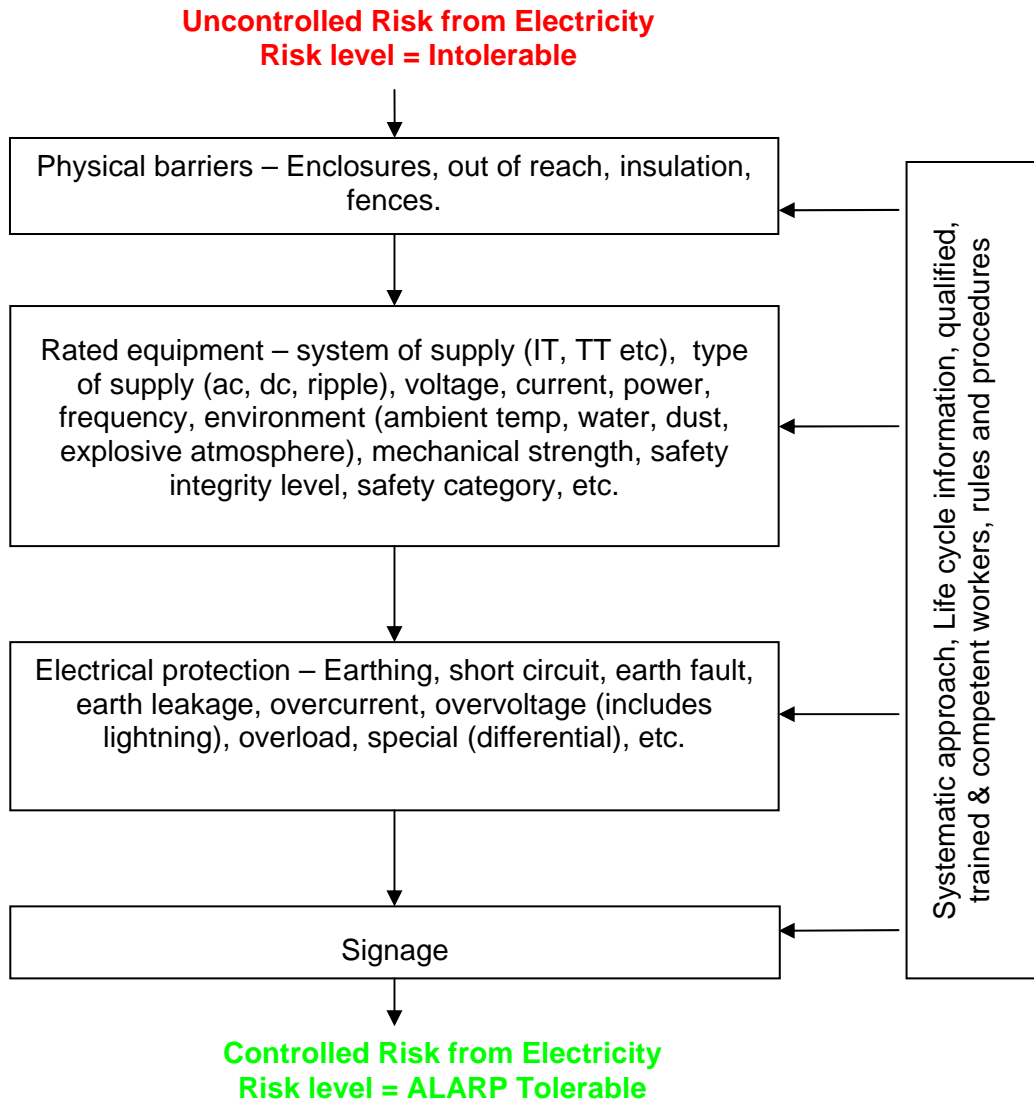 Uncontrolled Risk from Electricity
Risk level = Intolerable
Physical barriers – Enclosures, out of reach, insulation,
fences.
Rated equipment – system of supply (IT, TT etc),  type
of supply (ac, dc, ripple), voltage, current, power,
frequency, environment (ambient temp, water, dust,
explosive atmosphere), mechanical strength, safety
integrity level, safety category, etc.
Electrical protection – Earthing, short circuit, earth fault,
earth leakage, overcurrent, overvoltage (includes
lightning), overload, special (differential), etc.
Signage
Controlled Risk from Electricity
Risk level = ALARP Tolerable
Systematic approach, Life cycle information, qualified,
trained & competent workers, rules and procedures